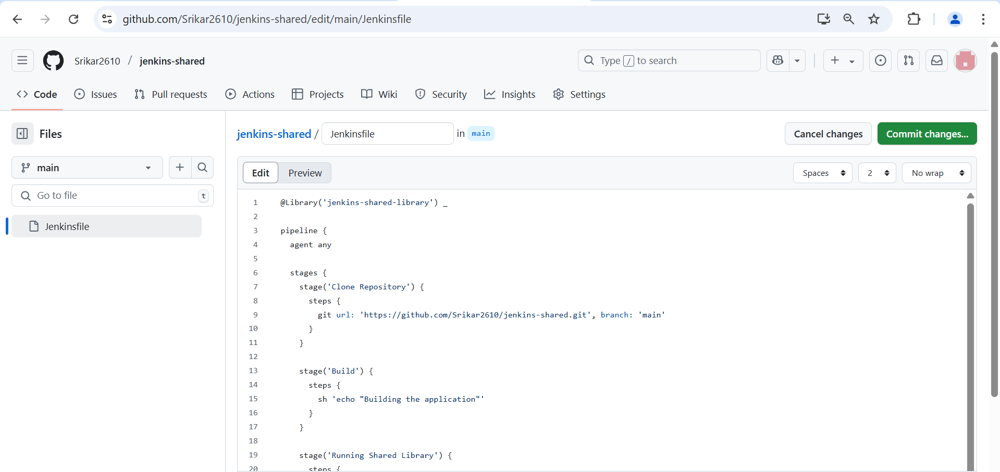 github.com/Srikar2610/jenkins-shared/edit/main/Jenkinsfile
Srikar2610 / jenkins-shared
Type / to search
Code Issues Pull requests Actions Projects Wiki Security Insights Settings
Files
main
Go to file t
Jenkinsfile
jenkins-shared / Jenkinsfile in main
Cancel changes
Commit changes...
Edit Preview
Spaces 2 No wrap
1 @Library('jenkins-shared-library') _
2
3 pipeline {
4   agent any
5
6   stages {
7     stage('Clone Repository') {
8       steps {
9         git url: 'https://github.com/Srikar2610/jenkins-shared.git', branch: 'main'
10       }
11     }
12
13     stage('Build') {
14       steps {
15         sh 'echo "Building the application"'
16       }
17     }
18
19     stage('Running Shared Library') {
20       steps {